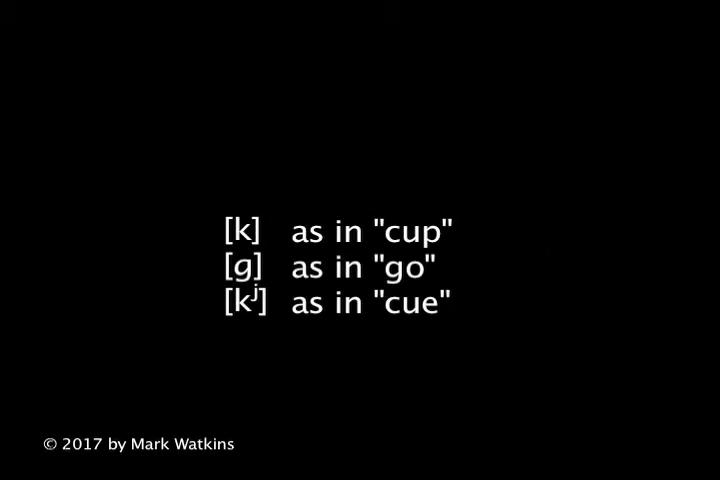 [k] as in "cup"
[g] as in "go"
[kʲ] as in "cue"
© 2017 by Mark Watkins